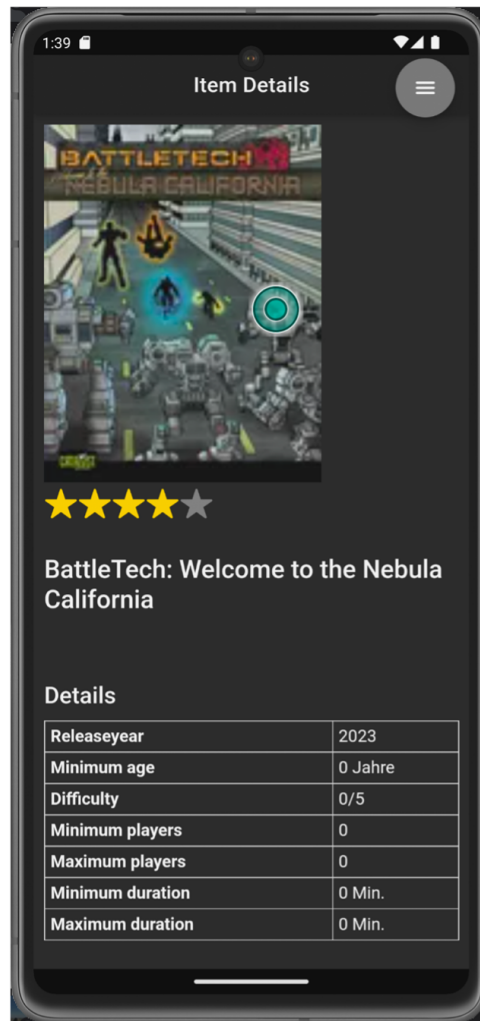 1:39
Item Details
BATTLETECH
NEBULA CALIFORNIA
BattleTech: Welcome to the Nebula
California
Details
Releaseyear 2023
Minimum age 0 Jahre
Difficulty 0/5
Minimum players 0
Maximum players 0
Minimum duration 0 Min.
Maximum duration 0 Min.